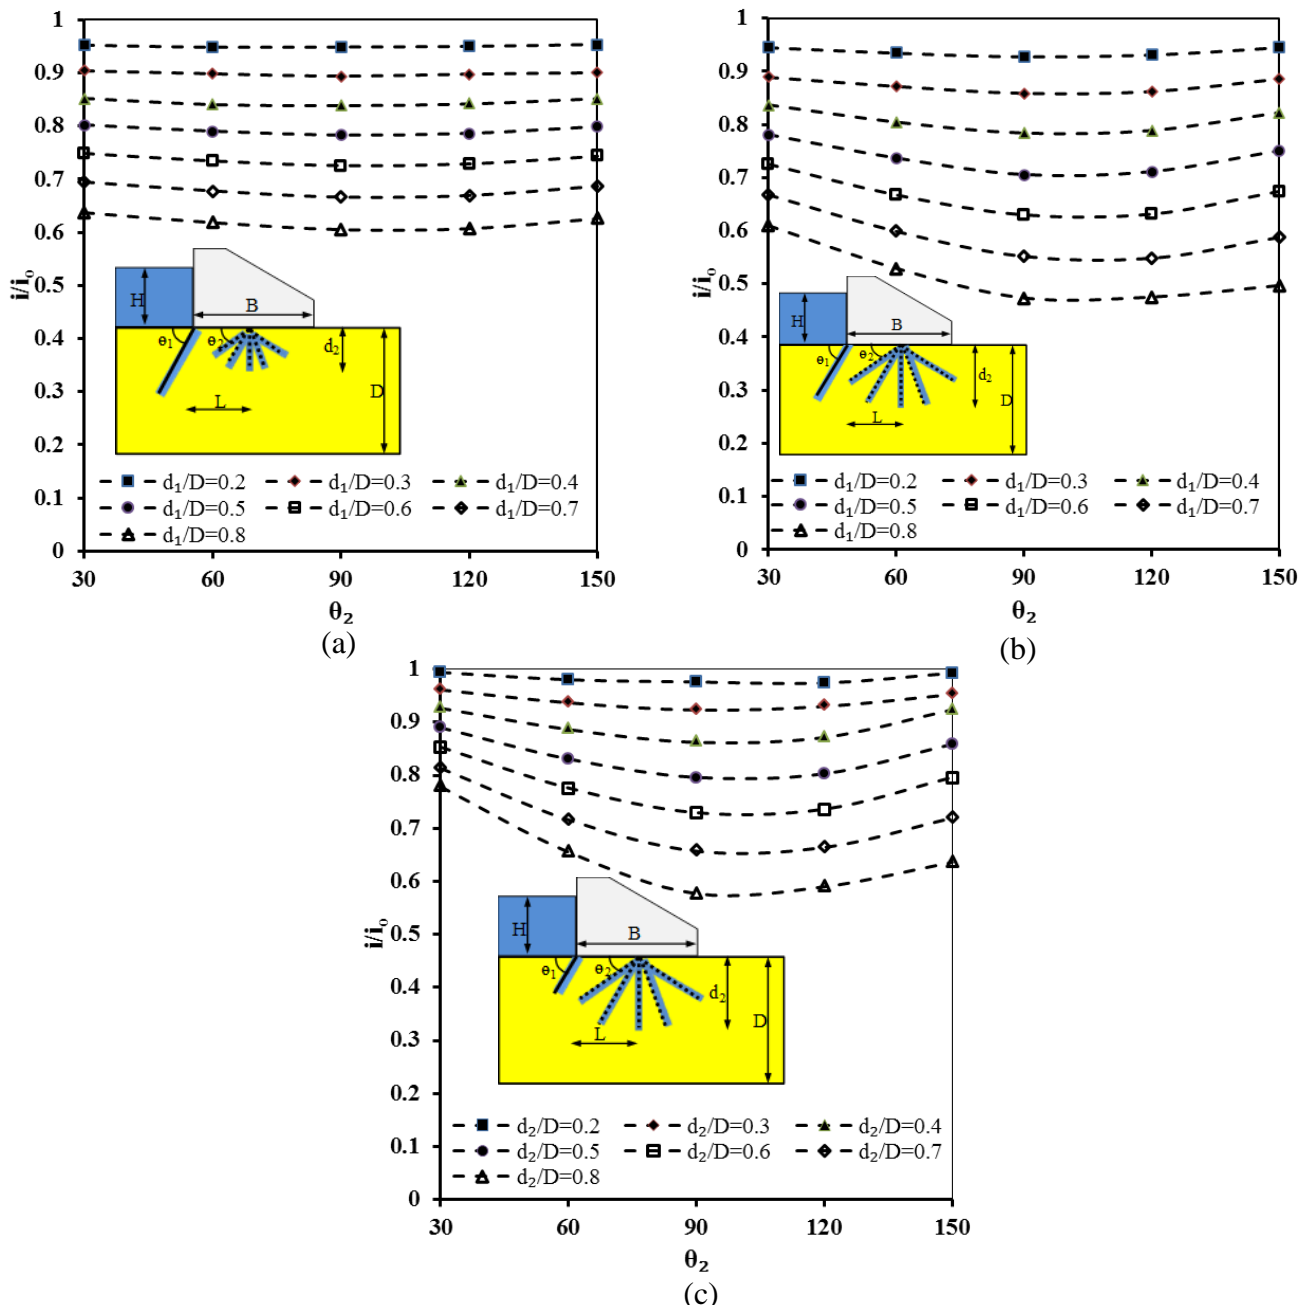 1
0.9
0.8
0.7
0.6
0.5
0.4
0.3
0.2
0.1
0
i/i₀
H
B
θ₁
θ₂
d₂
D
L
d₁/D=0.2
d₁/D=0.3
d₁/D=0.4
d₁/D=0.5
d₁/D=0.6
d₁/D=0.7
d₁/D=0.8
30
60
90
120
150
θ₂
(a)
1
0.9
0.8
0.7
0.6
0.5
0.4
0.3
0.2
0.1
0
i/i₀
H
B
θ₁
θ₂
d₂
D
L
d₁/D=0.2
d₁/D=0.3
d₁/D=0.4
d₁/D=0.5
d₁/D=0.6
d₁/D=0.7
d₁/D=0.8
30
60
90
120
150
θ₂
(b)
1
0.9
0.8
0.7
0.6
0.5
0.4
0.3
0.2
0.1
0
i/i₀
H
B
θ₁
θ₂
d₂
D
L
d₂/D=0.2
d₂/D=0.3
d₂/D=0.4
d₂/D=0.5
d₂/D=0.6
d₂/D=0.7
d₂/D=0.8
30
60
90
120
150
θ₂
(c)